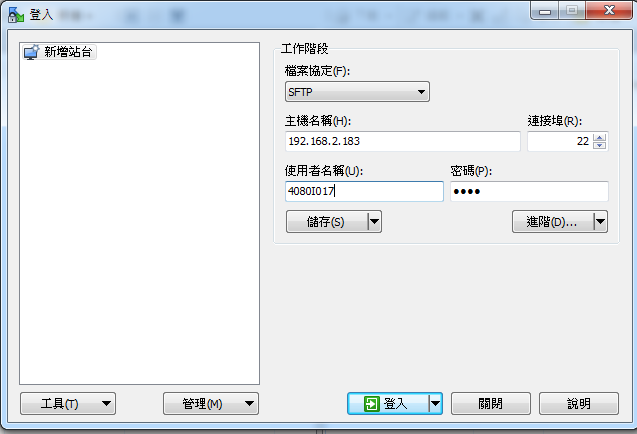 登入
新增站台
工作階段
檔案協定(F):
SFTP
主機名稱(H): 連接埠(R):
192.168.2.183 22
使用者名稱(U): 密碼(P):
4080I017 ●●●●
儲存(S) 進階(D)...
工具(T) 管理(M) 登入 關閉 說明